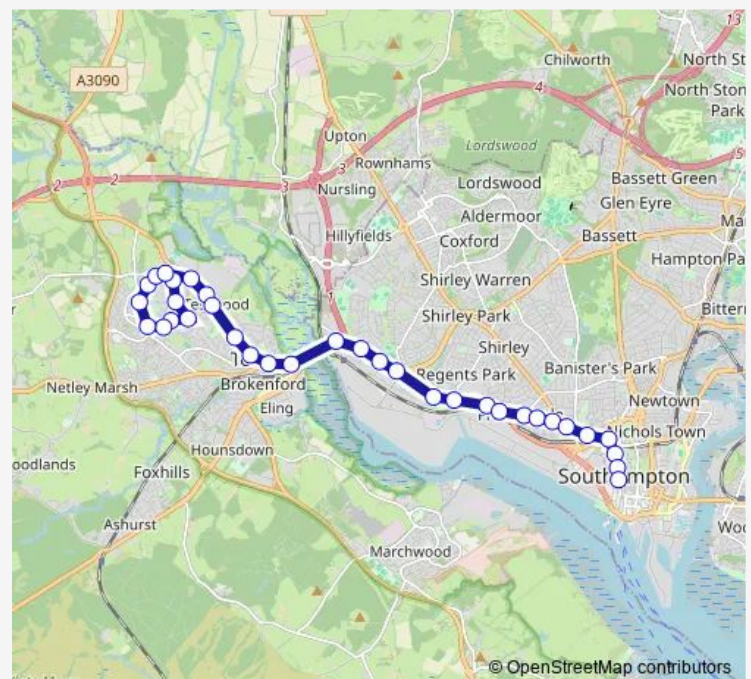 13
Chilworth
North St
A3090
4
North Ston
Park
Upton
3
Rownhams
Lordswood
5
2
2
3
Nursling
Lordswood
Bassett Green
Glen Eyre
Aldermoor
Ma
Hillyfields
Coxford
Bassett
Hampton Pa
Shirley Warren
1
Bittern
Shirley Park
Shirley
Regents Park
Banister's Park
Netley Marsh
Brokenford
Eling
Newtown
Nichols Town
oodlands
Hounsdown
Foxhills
Southampton
Ashurst
Woo
Marchwood
© OpenStreetMap contributors